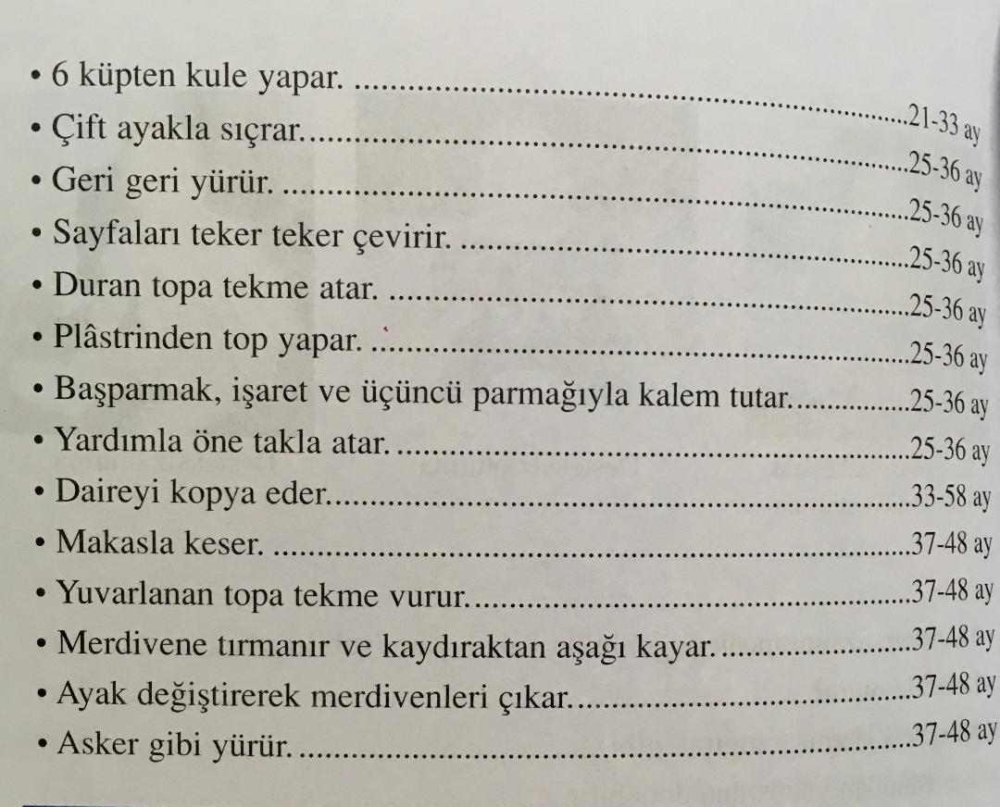 • 6 küpten kule yapar. ..........21-33 ay
• Çift ayakla sıçrar...........25-36 ay
• Geri geri yürür. ..........25-36 ay
• Sayfaları teker teker çevirir. ..........25-36 ay
• Duran topa tekme atar. ..........25-36 ay
• Plâstrinden top yapar. ..........25-36 ay
• Başparmak, işaret ve üçüncü parmağıyla kalem tutar...........25-36 ay
• Yardımla öne takla atar. ..........25-36 ay
• Daireyi kopya eder...........33-58 ay
• Makasla keser. ..........37-48 ay
• Yuvarlanan topa tekme vurur...........37-48 ay
• Merdivene tırmanır ve kaydıraktan aşağı kayar. ..........37-48 ay
• Ayak değiştirerek merdivenleri çıkar...........37-48 ay
• Asker gibi yürür. ..........37-48 ay